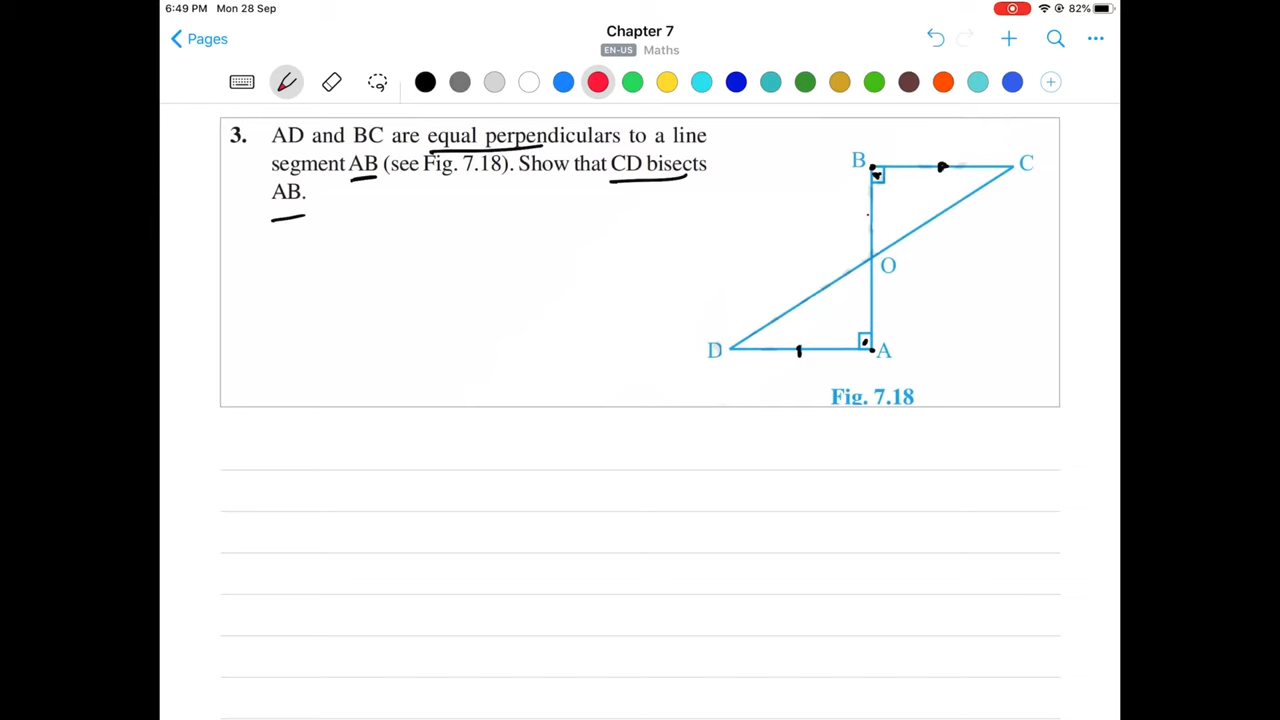 6:49 PM Mon 28 Sep
82%
Pages
Chapter 7
EN-US Maths
3. AD and BC are equal perpendiculars to a line
segment AB (see Fig. 7.18). Show that CD bisects
AB.
B
C
O
D
A
Fig. 7.18